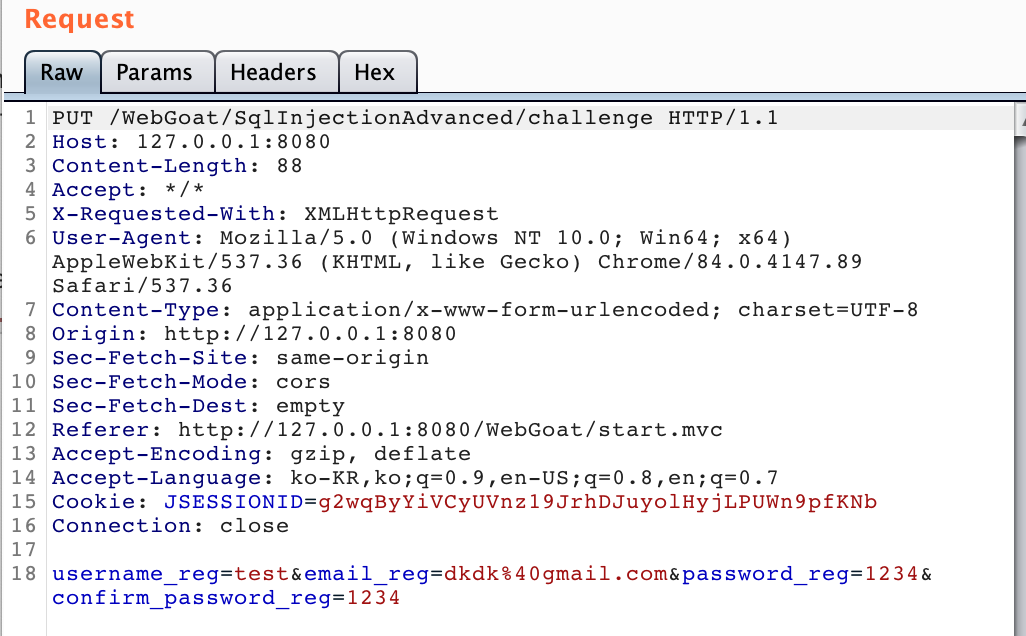 Request
Raw Params Headers Hex
1 PUT /WebGoat/SqlInjectionAdvanced/challenge HTTP/1.1
2 Host: 127.0.0.1:8080
3 Content-Length: 88
4 Accept: */*
5 X-Requested-With: XMLHttpRequest
6 User-Agent: Mozilla/5.0 (Windows NT 10.0; Win64; x64)
AppleWebKit/537.36 (KHTML, like Gecko) Chrome/84.0.4147.89
Safari/537.36
7 Content-Type: application/x-www-form-urlencoded; charset=UTF-8
8 Origin: http://127.0.0.1:8080
9 Sec-Fetch-Site: same-origin
10 Sec-Fetch-Mode: cors
11 Sec-Fetch-Dest: empty
12 Referer: http://127.0.0.1:8080/WebGoat/start.mvc
13 Accept-Encoding: gzip, deflate
14 Accept-Language: ko-KR,ko;q=0.9,en-US;q=0.8,en;q=0.7
15 Cookie: JSESSIONID=g2wqByYiVCyUVnz19JrhDJuyolHyjLPUWn9pfKNb
16 Connection: close
17
18 username_reg=test&email_reg=dkdk%40gmail.com&password_reg=1234&
confirm_password_reg=1234